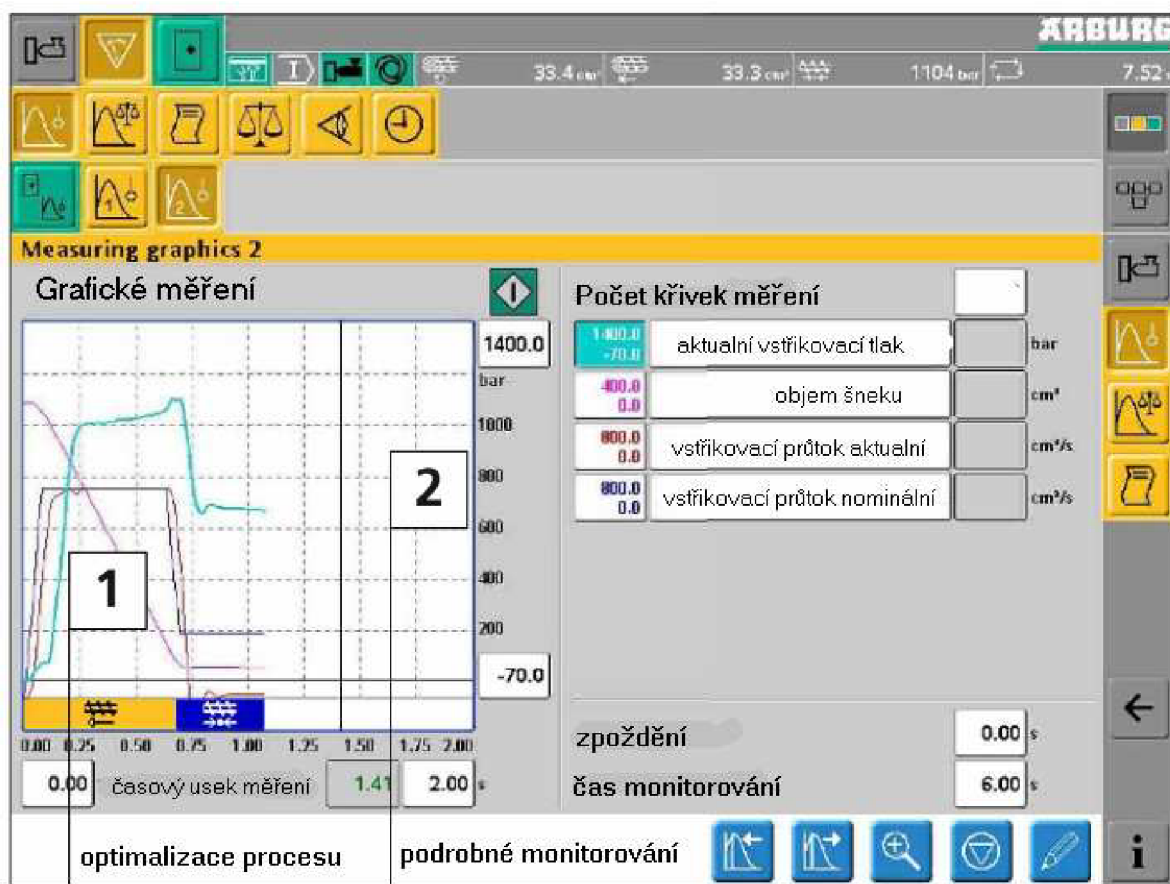 ARBURG
33.4 cm³ 33.3 cm³ 1104 bar 7.52 s
Measuring graphics 2
Grafické měření
1400.0
bar
1000
800
600
400
200
-70.0
1
2
0.00 0.25 0.50 0.75 1.00 1.25 1.50 1.75 2.00
0.00 časový usek měření 1.41 2.00 s
Počet křivek měření
1400.0
-70.0
aktualní vstřikovací tlak
bar
400.0
0.0
objem šneku
cm³
800.0
0.0
vstřikovací průtok aktualní
cm³/s
800.0
0.0
vstřikovací průtok nominální
cm³/s
zpoždění 0.00 s
čas monitorování 6.00 s
optimalizace procesu
podrobné monitorování
i